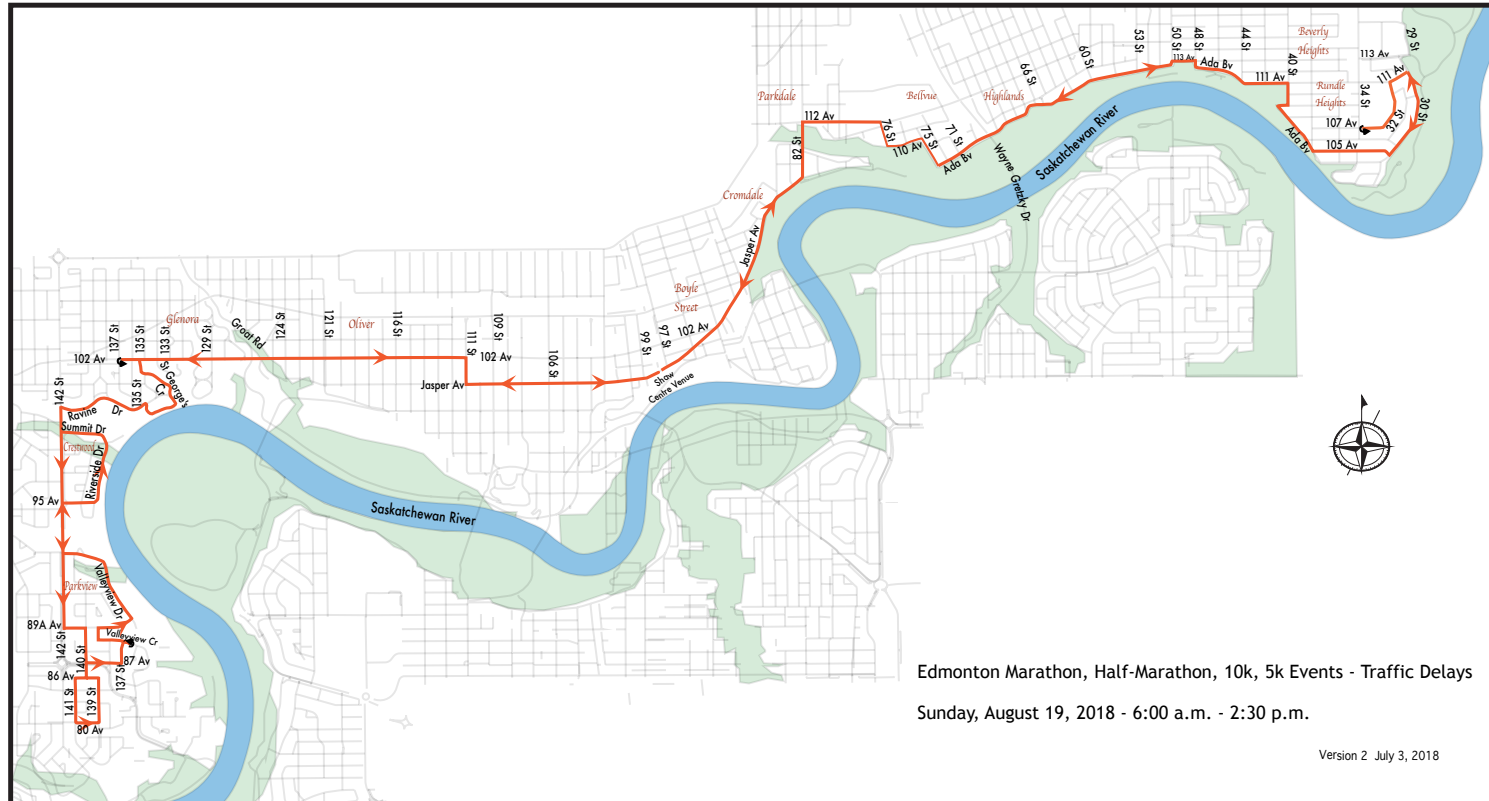 Beverly
Heights
53 St
50 St
48 St
44 St
29 St
113 Av
Ada Bv
113 Av
60 St
40 St
66 St
111 Av
111 Av
Rundle
Heights
34 St
Parkdale
Bellvue
Highlands
30 St
32 St
107 Av
112 Av
76 St
75 St
71 St
110 Av
Ada Bv
82 St
Ada Bv
105 Av
Wayne Gretzky Dr
Saskatchewan River
Cromdale
Jasper Av
Boyle
Street
Glenora
Groat Rd
Oliver
137 St
135 St
133 St
129 St
124 St
121 St
116 St
111 St
109 St
106 St
99 St
97 St
102 Av
102 Av
102 Av
Jasper Av
Shaw
Centre Venue
St George's
Cr
135 St
142 St
Ravine Dr
Summit Dr
Crestwood
Riverside Dr
95 Av
Saskatchewan River
Parkview
Valleyview Dr
89A Av
Valleyview Cr
142 St
140 St
87 Av
137 St
86 Av
141 St
139 St
80 Av
Edmonton Marathon, Half-Marathon, 10k, 5k Events - Traffic Delays
Sunday, August 19, 2018 - 6:00 a.m. - 2:30 p.m.
Version 2 July 3, 2018